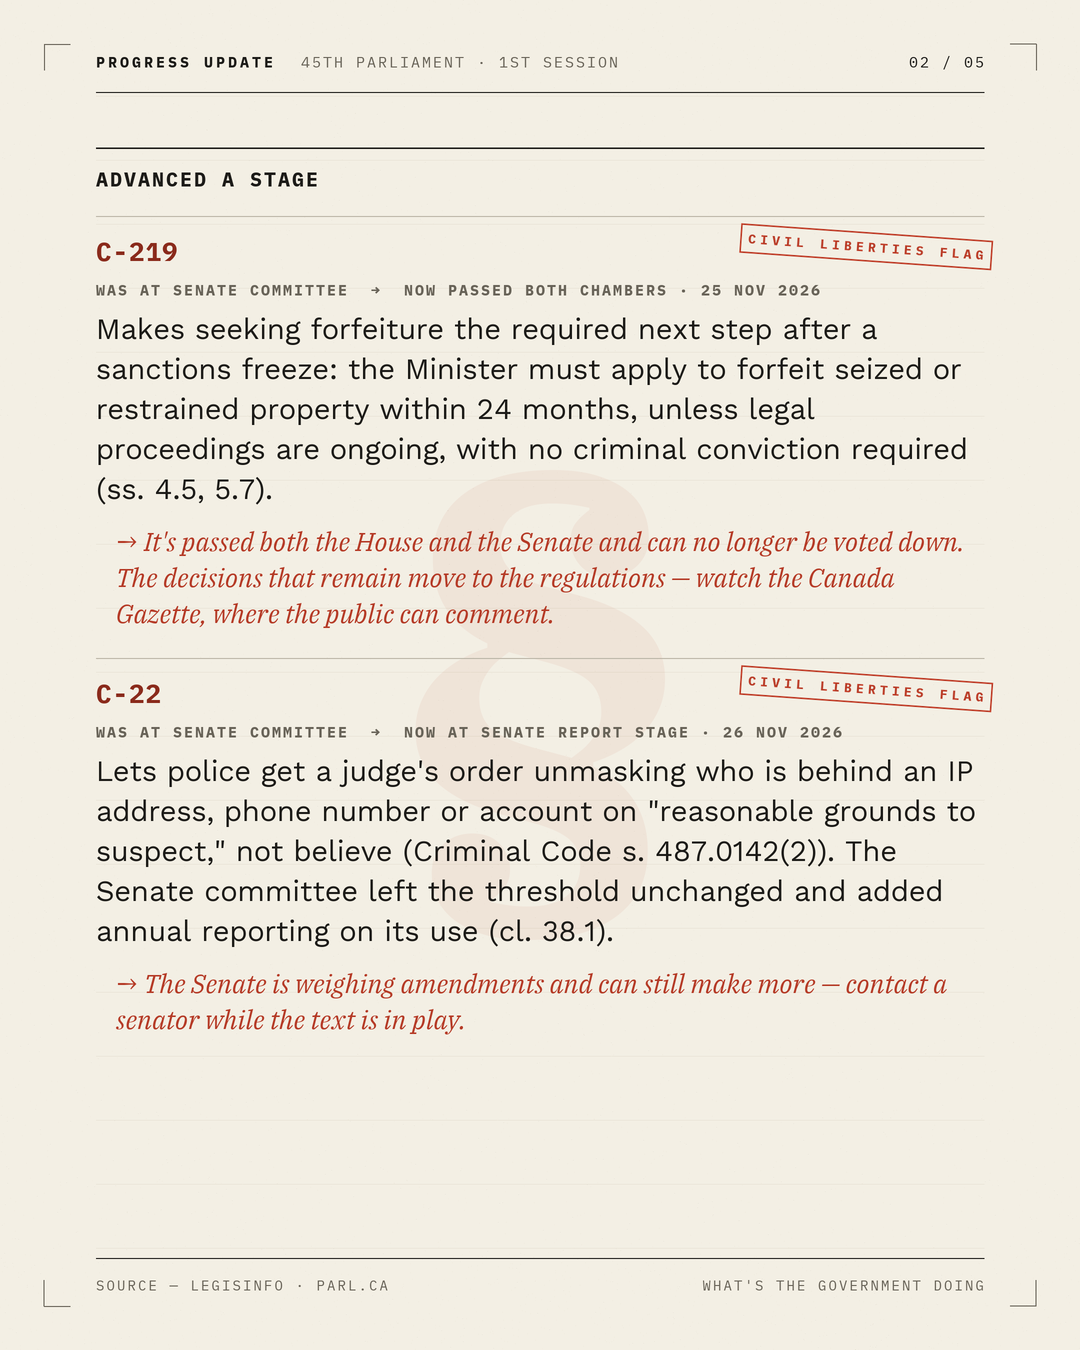 PROGRESS UPDATE 45TH PARLIAMENT · 1ST SESSION 02 / 05
ADVANCED A STAGE
C-219 CIVIL LIBERTIES FLAG
WAS AT SENATE COMMITTEE → NOW PASSED BOTH CHAMBERS · 25 NOV 2026
Makes seeking forfeiture the required next step after a
sanctions freeze: the Minister must apply to forfeit seized or
restrained property within 24 months, unless legal
proceedings are ongoing, with no criminal conviction required
(ss. 4.5, 5.7).
→ It's passed both the House and the Senate and can no longer be voted down.
The decisions that remain move to the regulations — watch the Canada
Gazette, where the public can comment.
C-22 CIVIL LIBERTIES FLAG
WAS AT SENATE COMMITTEE → NOW AT SENATE REPORT STAGE · 26 NOV 2026
Lets police get a judge's order unmasking who is behind an IP
address, phone number or account on "reasonable grounds to
suspect," not believe (Criminal Code s. 487.0142(2)). The
Senate committee left the threshold unchanged and added
annual reporting on its use (cl. 38.1).
→ The Senate is weighing amendments and can still make more — contact a
senator while the text is in play.
SOURCE — LEGISINFO · PARL.CA WHAT'S THE GOVERNMENT DOING
§